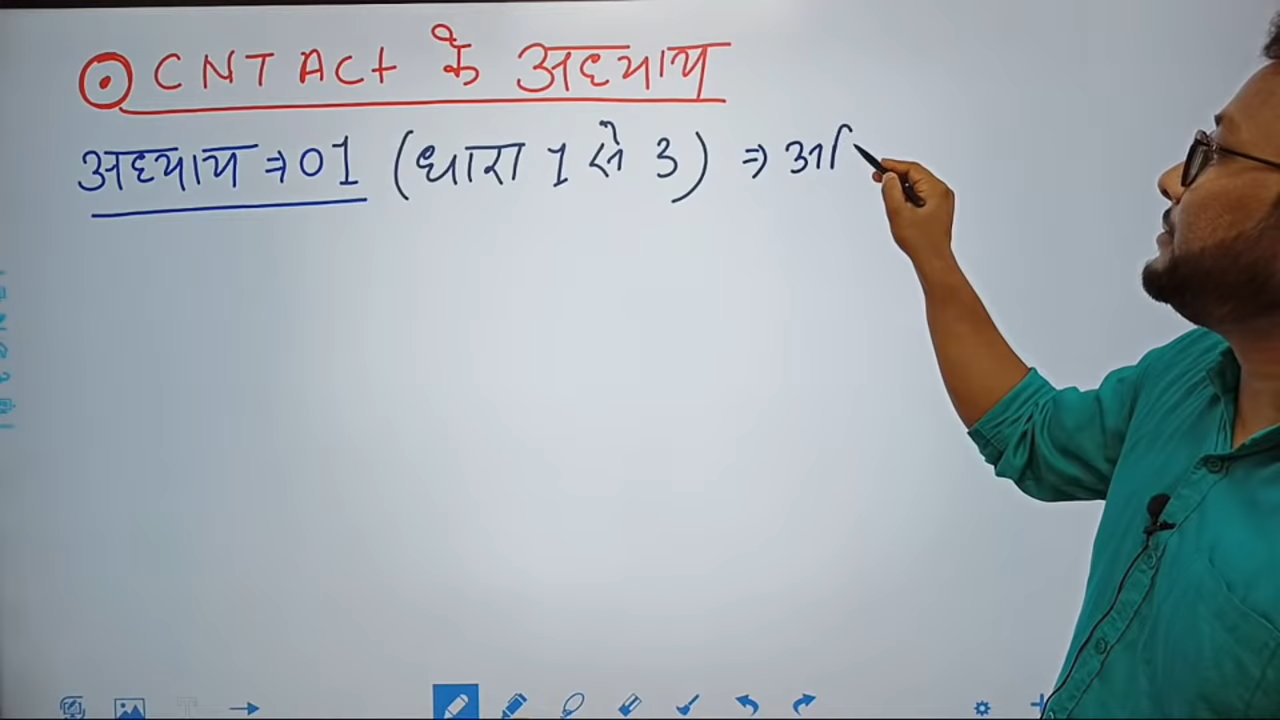 CNT Act के अध्याय
अध्याय ⇒ 01 (धारा 1 से 3) ⇒ अि